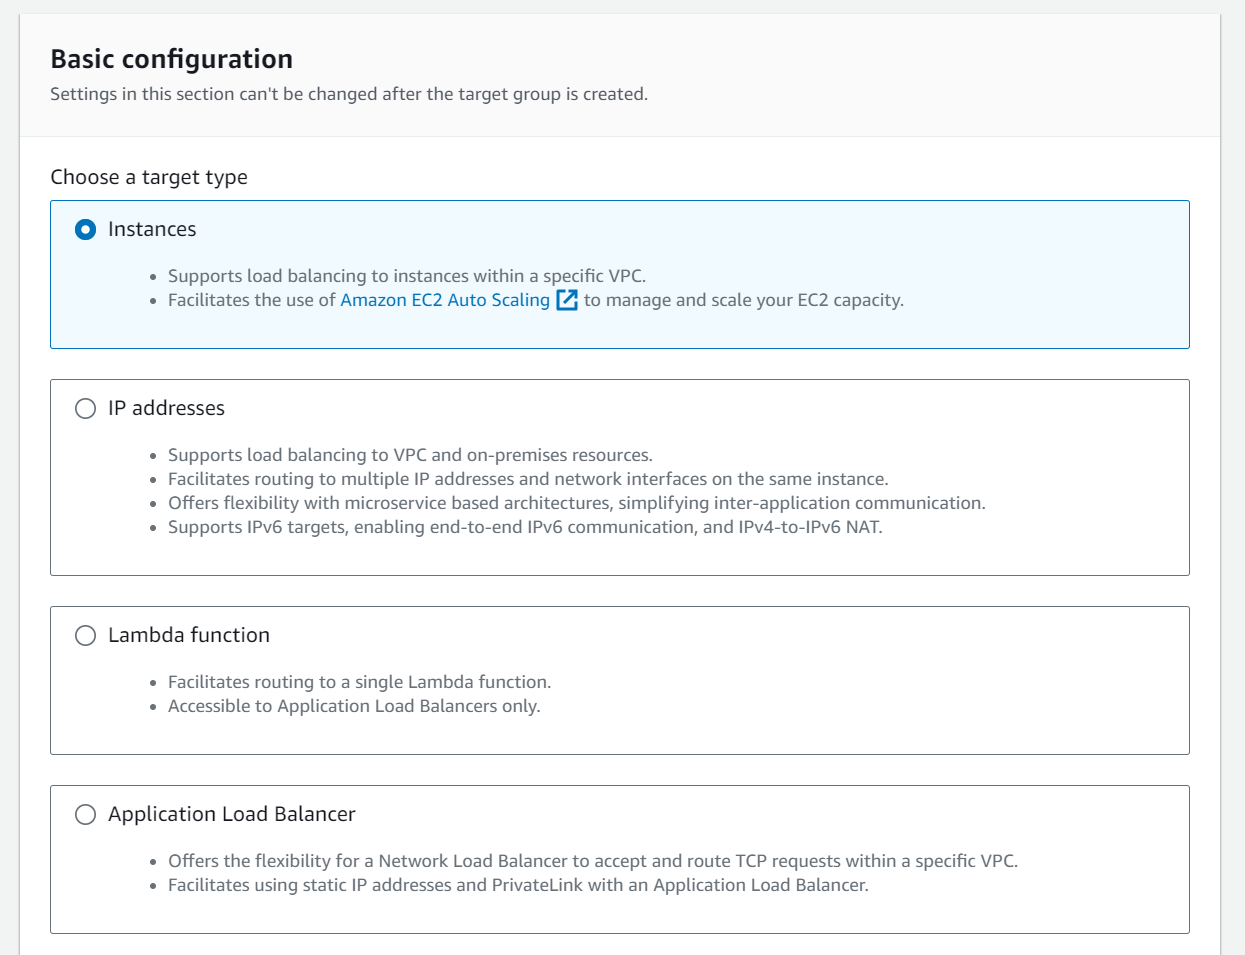 Basic configuration
Settings in this section can't be changed after the target group is created.
Choose a target type
Instances
Supports load balancing to instances within a specific VPC.
Facilitates the use of Amazon EC2 Auto Scaling to manage and scale your EC2 capacity.
IP addresses
Supports load balancing to VPC and on-premises resources.
Facilitates routing to multiple IP addresses and network interfaces on the same instance.
Offers flexibility with microservice based architectures, simplifying inter-application communication.
Supports IPv6 targets, enabling end-to-end IPv6 communication, and IPv4-to-IPv6 NAT.
Lambda function
Facilitates routing to a single Lambda function.
Accessible to Application Load Balancers only.
Application Load Balancer
Offers the flexibility for a Network Load Balancer to accept and route TCP requests within a specific VPC.
Facilitates using static IP addresses and PrivateLink with an Application Load Balancer.